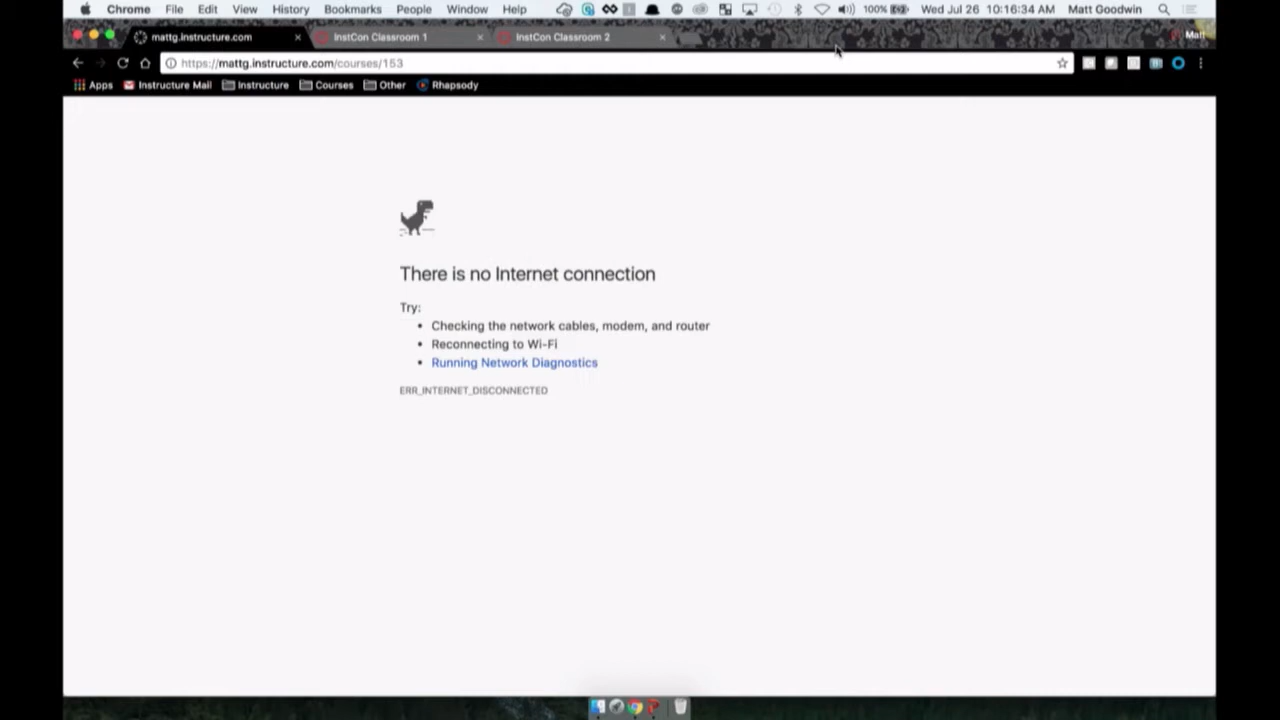 Chrome File Edit View History Bookmarks People Window Help 100% Wed Jul 26 10:16:34 AM Matt Goodwin
mattg.instructure.com InstCon Classroom 1 InstCon Classroom 2 Matt
https://mattg.instructure.com/courses/153
Apps Instructure Mail Instructure Courses Other Rhapsody
There is no Internet connection
Try:
• Checking the network cables, modem, and router
• Reconnecting to Wi-Fi
• Running Network Diagnostics
ERR_INTERNET_DISCONNECTED